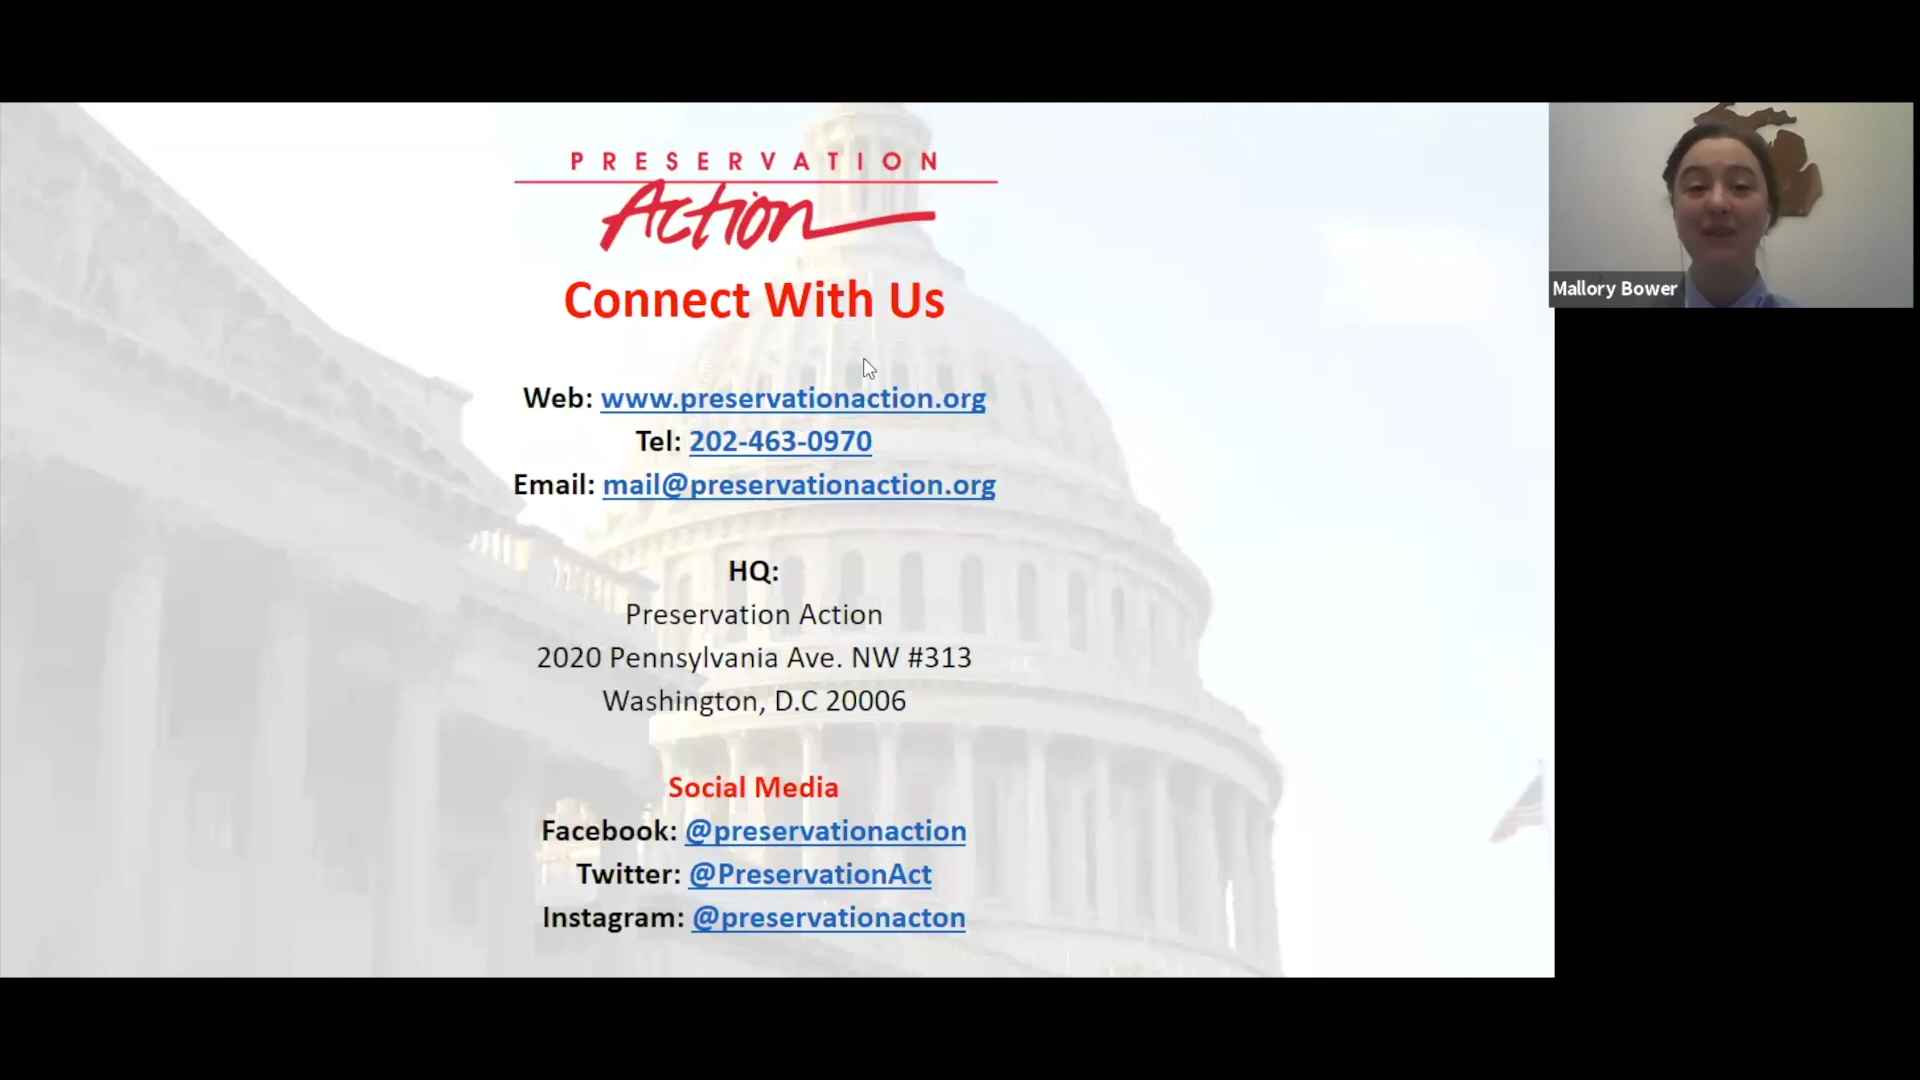 PRESERVATION
Action
Connect With Us
Web: www.preservationaction.org
Tel: 202-463-0970
Email: mail@preservationaction.org
HQ:
Preservation Action
2020 Pennsylvania Ave. NW #313
Washington, D.C 20006
Social Media
Facebook: @preservationaction
Twitter: @PreservationAct
Instagram: @preservationacton
Mallory Bower